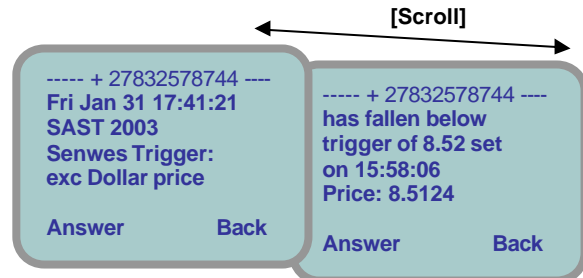 [Scroll]
----- + 27832578744 ----
Fri Jan 31 17:41:21
SAST 2003
Senwes Trigger:
exc Dollar price
Answer Back
----- + 27832578744 ----
has fallen below
trigger of 8.52 set
on 15:58:06
Price: 8.5124
Answer Back